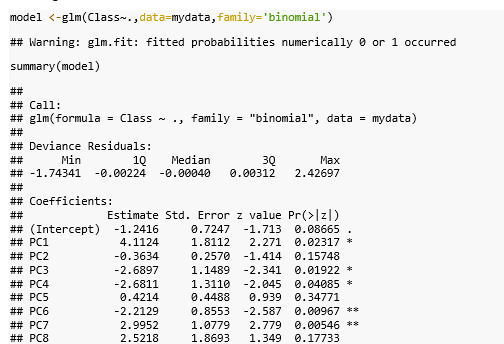 model <-glm(Class~.,data=mydata,family='binomial')
## Warning: glm.fit: fitted probabilities numerically 0 or 1 occurred
summary(model)
##
## Call:
## glm(formula = Class ~ ., family = "binomial", data = mydata)
##
## Deviance Residuals:
##      Min       1Q   Median       3Q      Max
## -1.74341 -0.00224 -0.00040  0.00312  2.42697
##
## Coefficients:
##             Estimate Std. Error z value Pr(>|z|)
## (Intercept)  -1.2416     0.7247  -1.713  0.08665 .
## PC1           4.1124     1.8112   2.271  0.02317 *
## PC2          -0.3634     0.2570  -1.414  0.15748
## PC3          -2.6897     1.1489  -2.341  0.01922 *
## PC4          -2.6811     1.3110  -2.045  0.04085 *
## PC5           0.4214     0.4488   0.939  0.34771
## PC6          -2.2129     0.8553  -2.587  0.00967 **
## PC7           2.9952     1.0779   2.779  0.00546 **
## PC8           2.5218     1.8693   1.349  0.17733